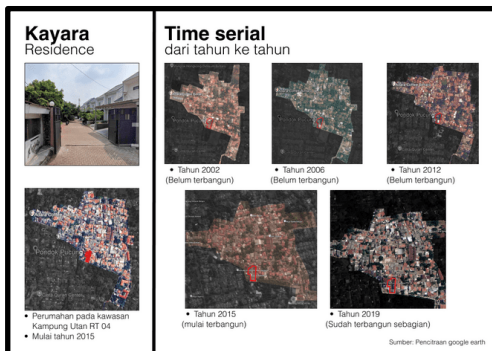 Kayara
Residence
Time serial
dari tahun ke tahun
• Tahun 2002
(Belum terbangun)
• Tahun 2006
(Belum terbangun)
• Tahun 2012
(Belum terbangun)
• Perumahan pada kawasan
Kampung Utan RT 04
• Mulai tahun 2015
• Tahun 2015
(mulai terbangun)
• Tahun 2019
(Sudah terbangun sebagian)
Sumber: Pencitraan google earth